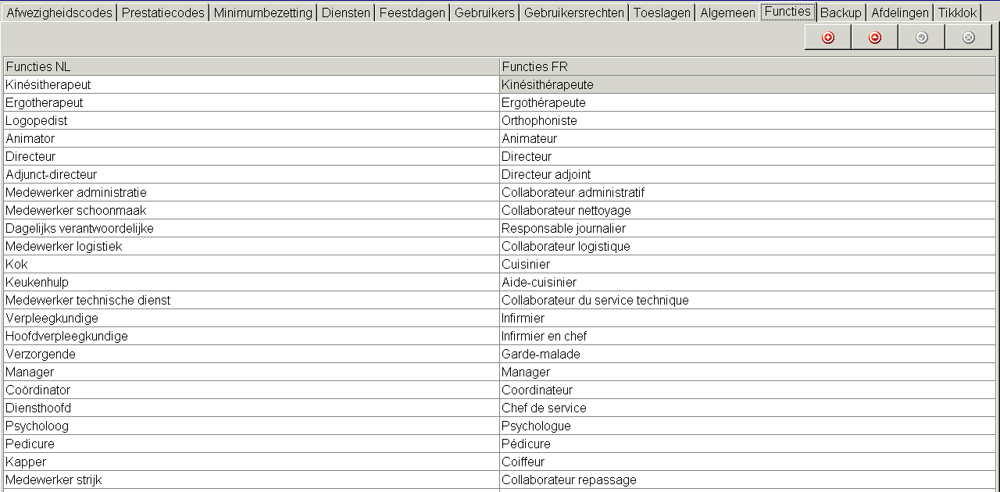 Afwezigheidscodes Prestatiecodes Minimumbezetting Diensten Feestdagen Gebruikers Gebruikersrechten Toeslagen Algemeen Functies Backup Afdelingen Tikklok
Functies NL Functies FR
Kinésitherapeut Kinésithérapeute
Ergotherapeut Ergothérapeute
Logopedist Orthophoniste
Animator Animateur
Directeur Directeur
Adjunct-directeur Directeur adjoint
Medewerker administratie Collaborateur administratif
Medewerker schoonmaak Collaborateur nettoyage
Dagelijks verantwoordelijke Responsable journalier
Medewerker logistiek Collaborateur logistique
Kok Cuisinier
Keukenhulp Aide-cuisinier
Medewerker technische dienst Collaborateur du service technique
Verpleegkundige Infirmier
Hoofdverpleegkundige Infirmier en chef
Verzorgende Garde-malade
Manager Manager
Coördinator Coordinateur
Diensthoofd Chef de service
Psycholoog Psychologue
Pedicure Pédicure
Kapper Coiffeur
Medewerker strijk Collaborateur repassage